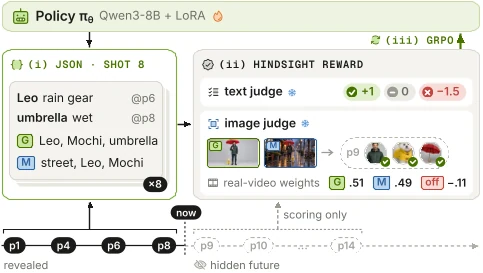 Policy πθ Qwen3-8B + LoRA
(iii) GRPO
{} (i) JSON · SHOT 8
Leo rain gear @p6
umbrella wet @p8
G Leo, Mochi, umbrella
M street, Leo, Mochi
×8
(ii) HINDSIGHT REWARD
text judge +1 0 −1.5
image judge
G M p9
real-video weights G .51 M .49 off −.11
now
scoring only
p1 p4 p6 p8 p9 p10 ... p14
revealed hidden future